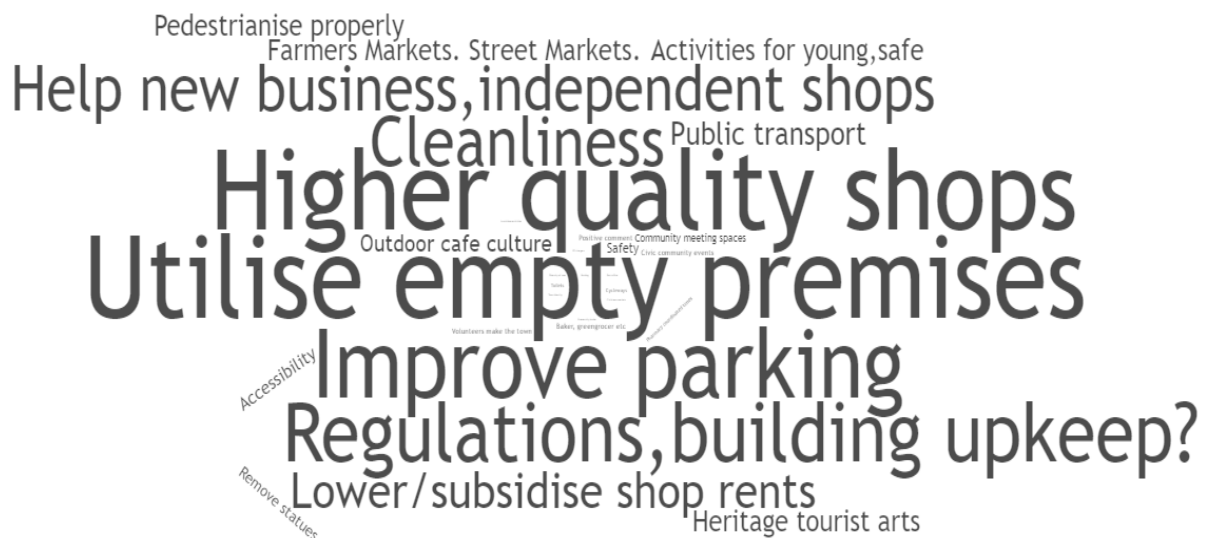 Pedestrianise properly
Farmers Markets. Street Markets. Activities for young,safe
Help new business,independent shops
Cleanliness
Public transport
Higher quality shops
Outdoor cafe culture
Positive comment
Community meeting spaces
Safety
Civic community events
Utilise empty premises
Volunteers make the town
Baker, greengrocer etc
Improve parking
Accessibility
Regulations,building upkeep?
Remove statues
Lower/subsidise shop rents
Heritage tourist arts